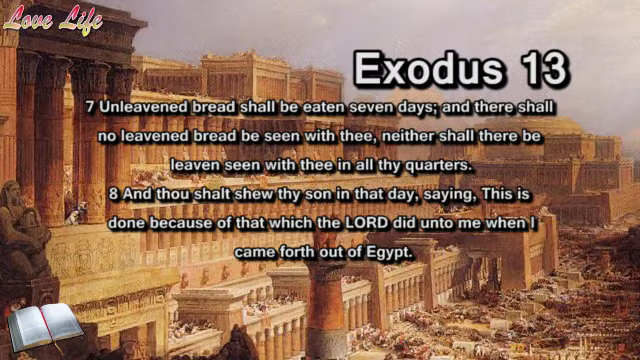 Love Life
Exodus 13
7 Unleavened bread shall be eaten seven days; and there shall
no leavened bread be seen with thee, neither shall there be
leaven seen with thee in all thy quarters.
8 And thou shalt shew thy son in that day, saying, This is
done because of that which the LORD did unto me when I
came forth out of Egypt.